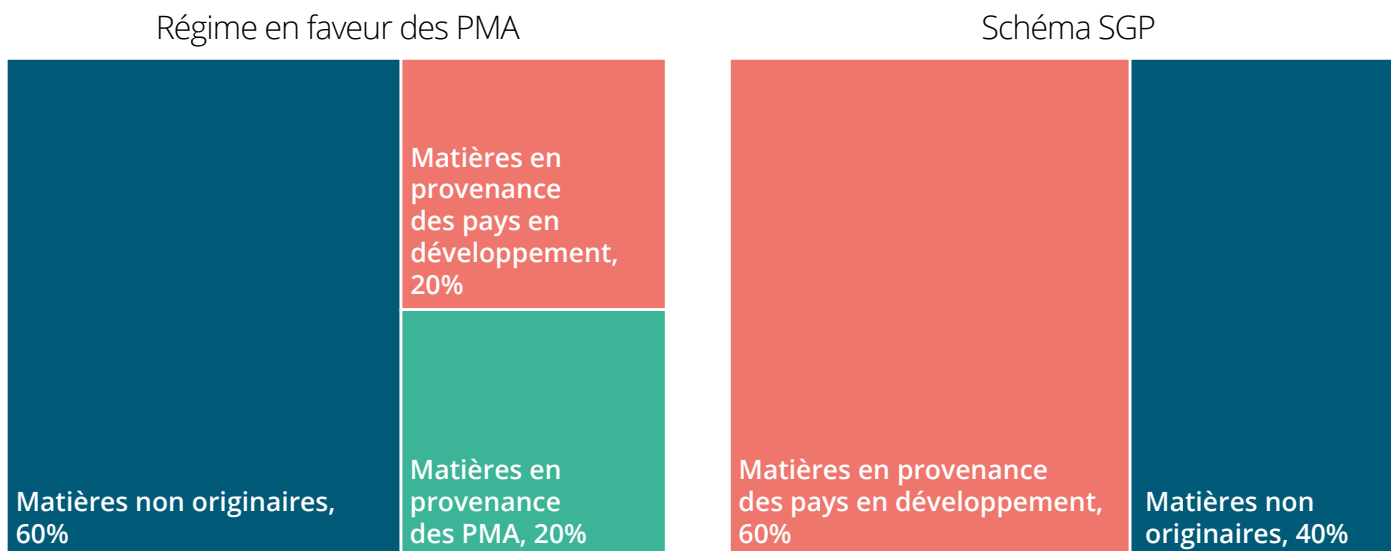 Régime en faveur des PMA
Matières non originaires,
60%
Matières en
provenance
des pays en
développement,
20%
Matières en
provenance
des PMA, 20%
Schéma SGP
Matières en provenance
des pays en développement,
60%
Matières non
originaires, 40%